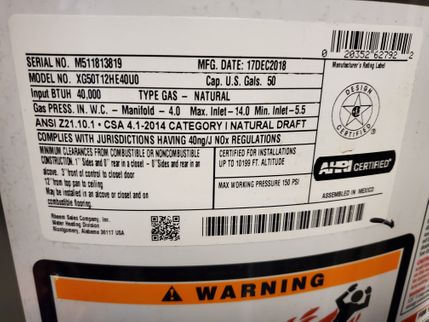 SERIAL NO. M511813819 MFG. DATE: 17DEC2018
MODEL NO. XG50T12HE40U0 Cap. U.S. Gals. 50
Input BTUH 40,000 TYPE GAS - NATURAL
Gas PRESS. IN. W.C. - Manifold - 4.0 Max. Inlet - 14.0 Min. Inlet - 5.5
ANSI Z21.10.1 • CSA 4.1-2014 CATEGORY I NATURAL DRAFT
COMPLIES WITH JURISDICTIONS HAVING 40ng/J NOx REGULATIONS
MINIMUM CLEARANCES FROM COMBUSTIBLE OR NONCOMBUSTIBLE
CONSTRUCTION. 1" Sides and 1" rear in a closet - 0" Sides and rear in an
alcove. 3" front of control to closet door
12" from top pan to ceiling
May be installed in an alcove or closet and on
combustible flooring.
CERTIFIED FOR INSTALLATIONS
UP TO 10199 FT. ALTITUDE
MAX WORKING PRESSURE 150 PSI
Rheem Sales Company, Inc.
Water Heating Division
Montgomery, Alabama 36117 USA
0 20352 62792 2
Manufacturer's Rating Label
DESIGN
CERTIFIED
AHRI CERTIFIED
ASSEMBLED IN MEXICO
WARNING